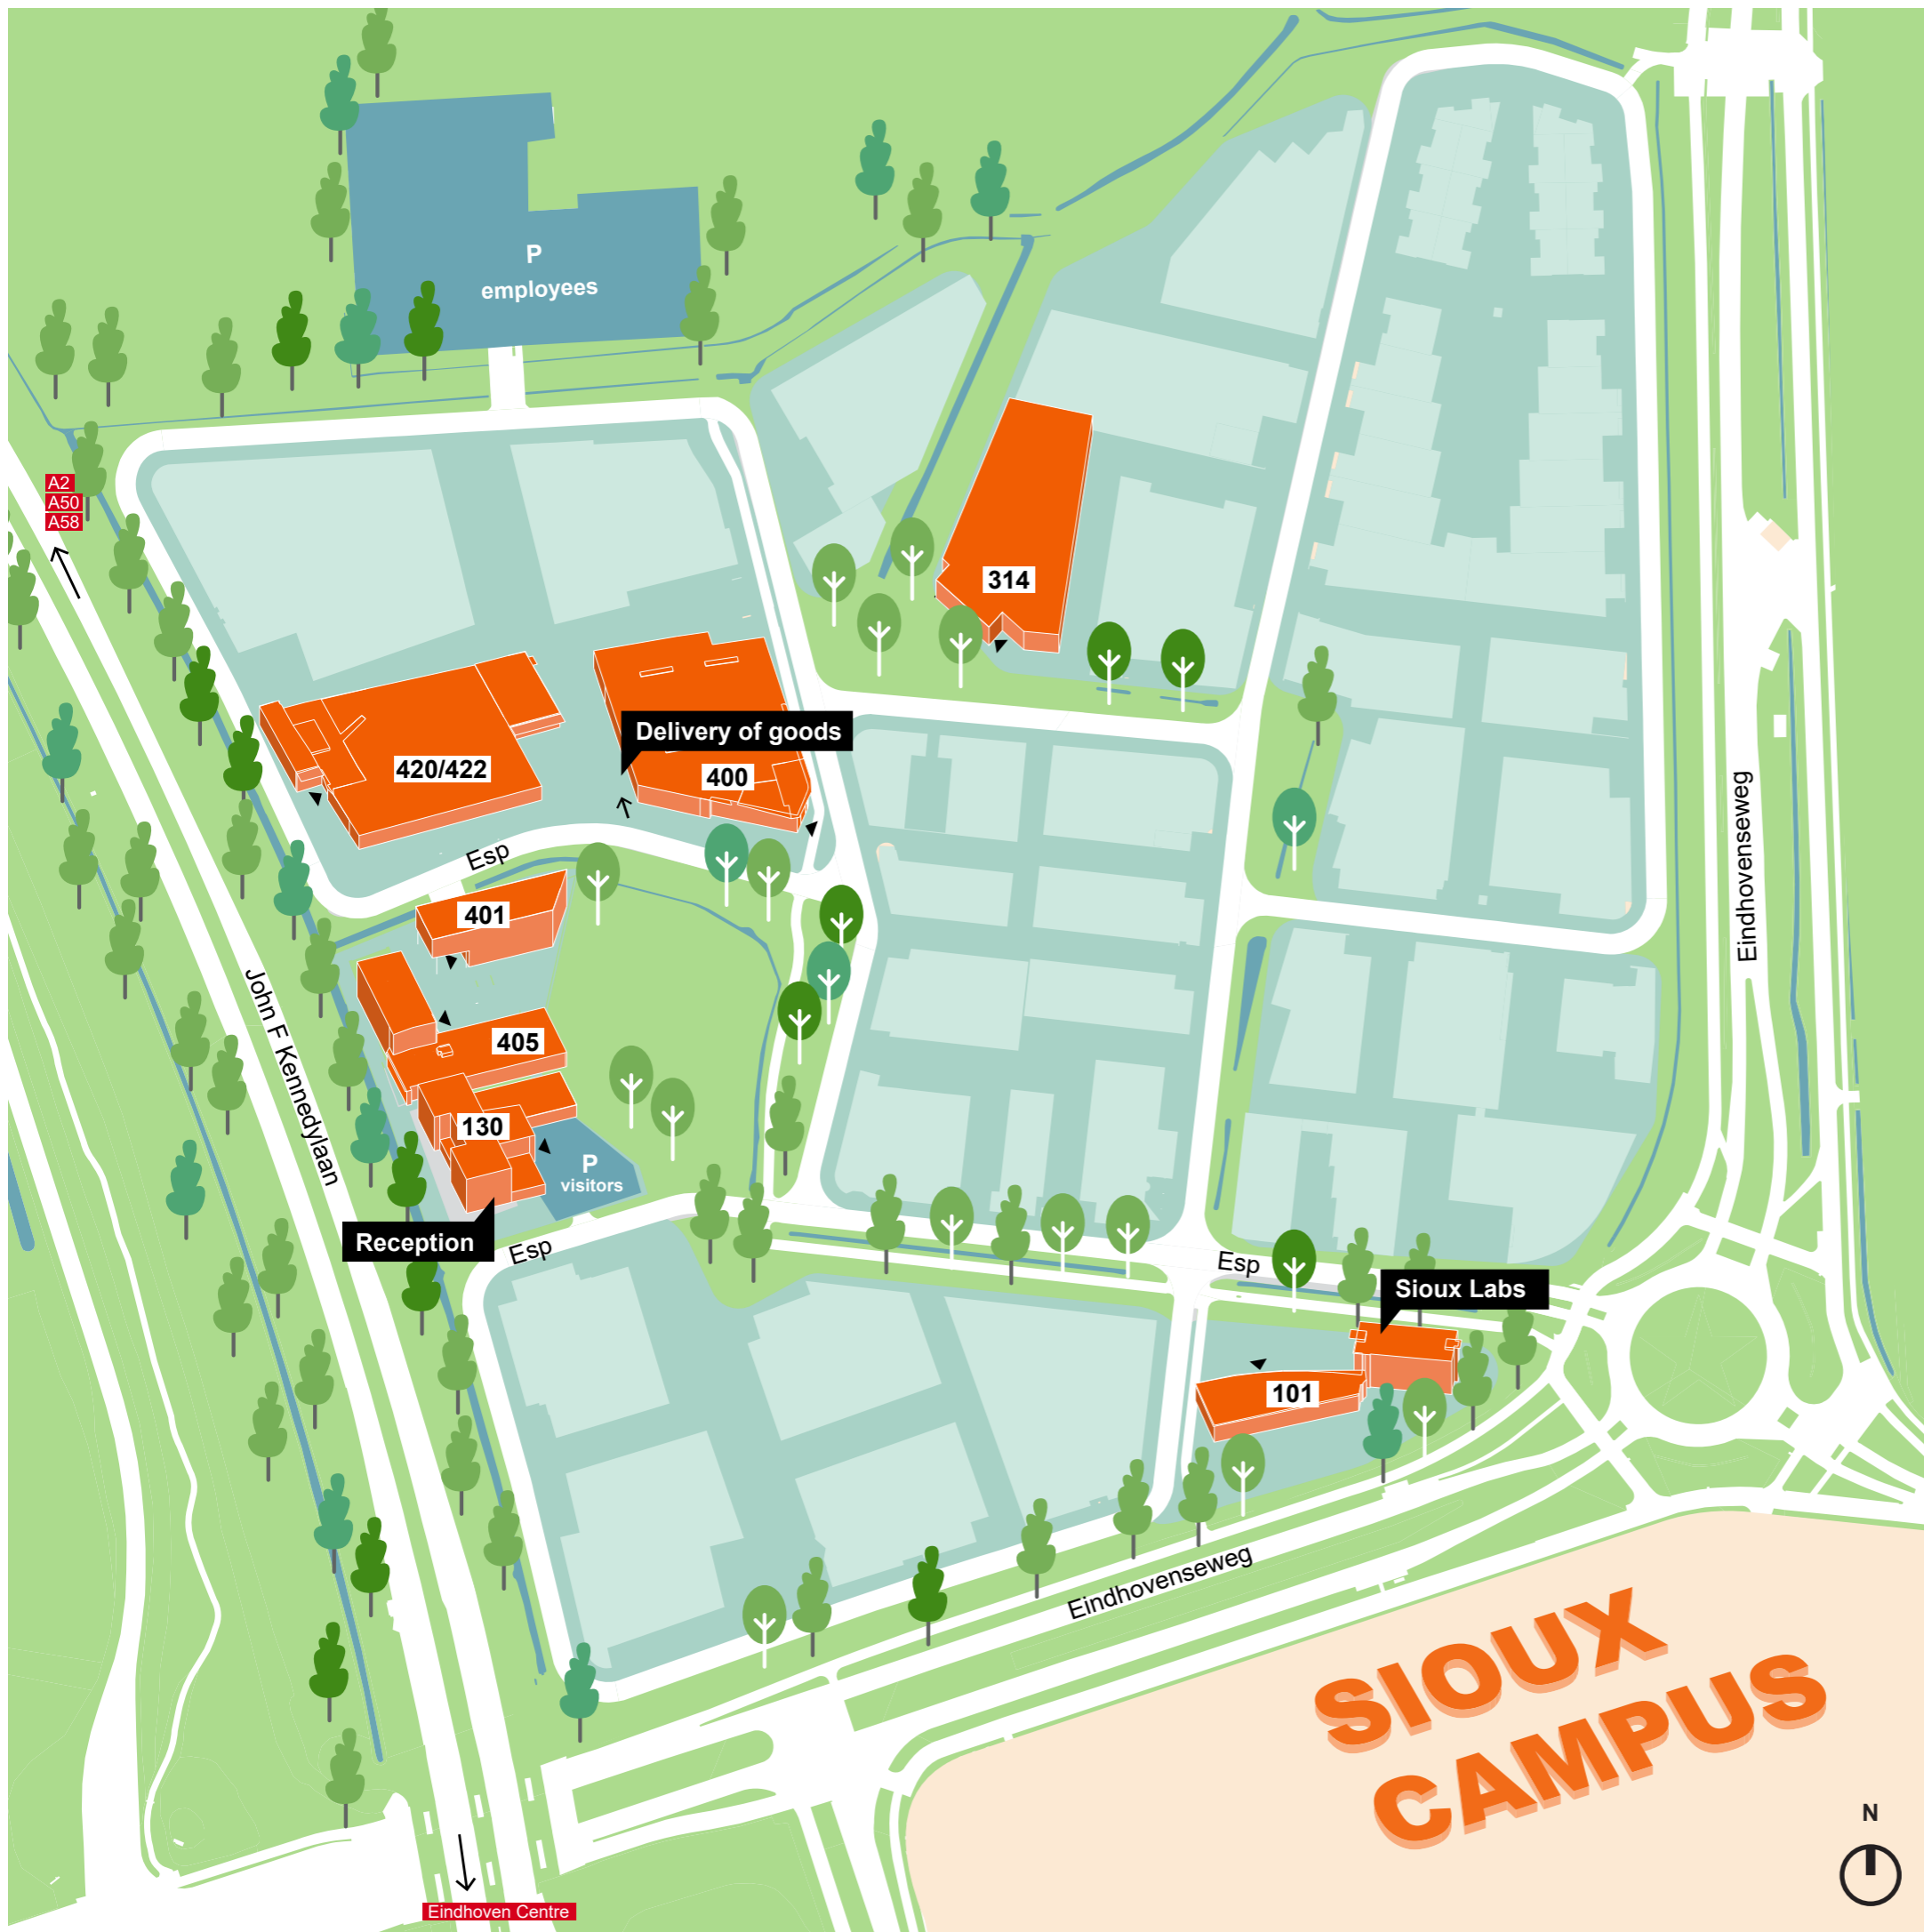 P
employees
A2
A50
A58
314
Delivery of goods
420/422
400
Esp
401
Eindhovenseweg
John F Kennedylaan
405
130
P
visitors
Reception
Esp
Esp
Sioux Labs
101
Eindhovenseweg
SIOUX
CAMPUS
N
Eindhoven Centre